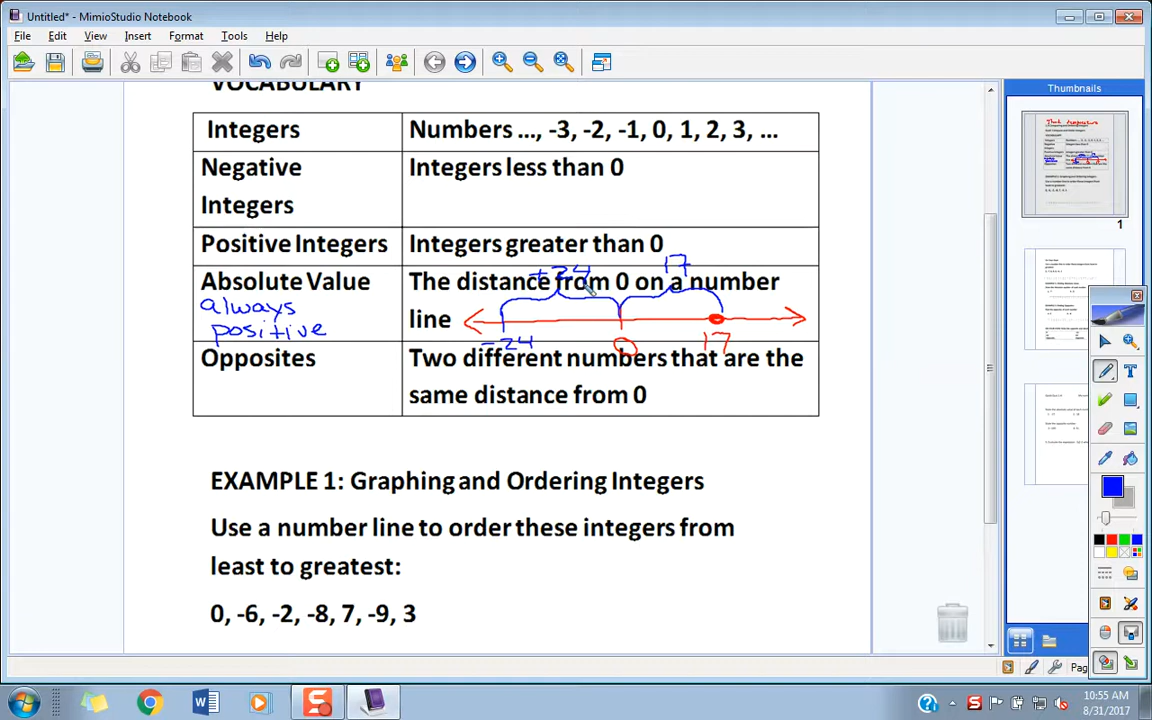 Untitled* - MimioStudio Notebook
File Edit View Insert Format Tools Help
VOCABULARY
Integers Numbers ..., -3, -2, -1, 0, 1, 2, 3, ...
Negative Integers less than 0
Integers
Positive Integers Integers greater than 0
+24 17
Absolute Value The distance from 0 on a number
always line
positive
-24 0 17
Opposites Two different numbers that are the
same distance from 0
EXAMPLE 1: Graphing and Ordering Integers
Use a number line to order these integers from
least to greatest:
0, -6, -2, -8, 7, -9, 3
Thumbnails
1
Pag
10:55 AM
8/31/2017